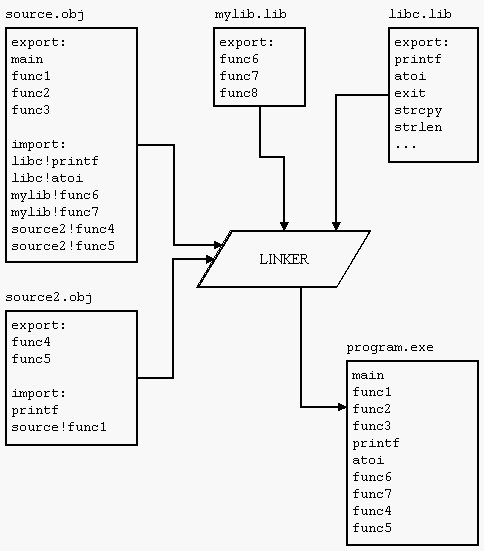 source.obj
export:
main
func1
func2
func3
import:
libc!printf
libc!atoi
mylib!func6
mylib!func7
source2!func4
source2!func5
mylib.lib
export:
func6
func7
func8
libc.lib
export:
printf
atoi
exit
strcpy
strlen
...
LINKER
source2.obj
export:
func4
func5
import:
printf
source!func1
program.exe
main
func1
func2
func3
printf
atoi
func6
func7
func4
func5